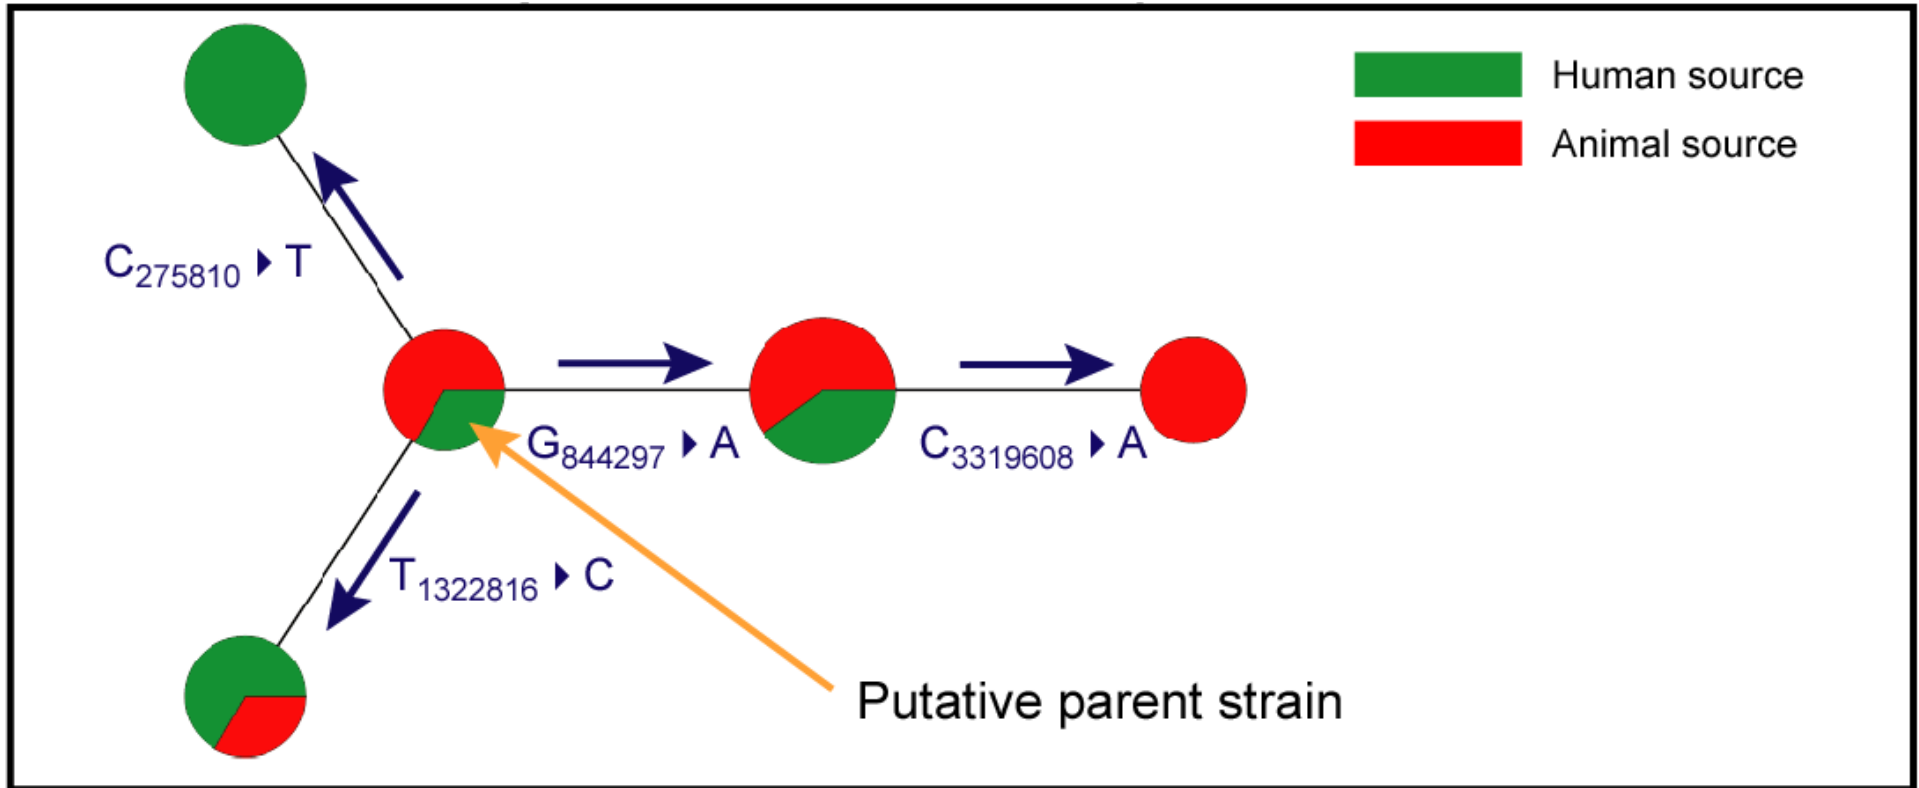 Human source
Animal source
C275810 ▸ T
G844297 ▸ A
C3319608 ▸ A
T1322816 ▸ C
Putative parent strain